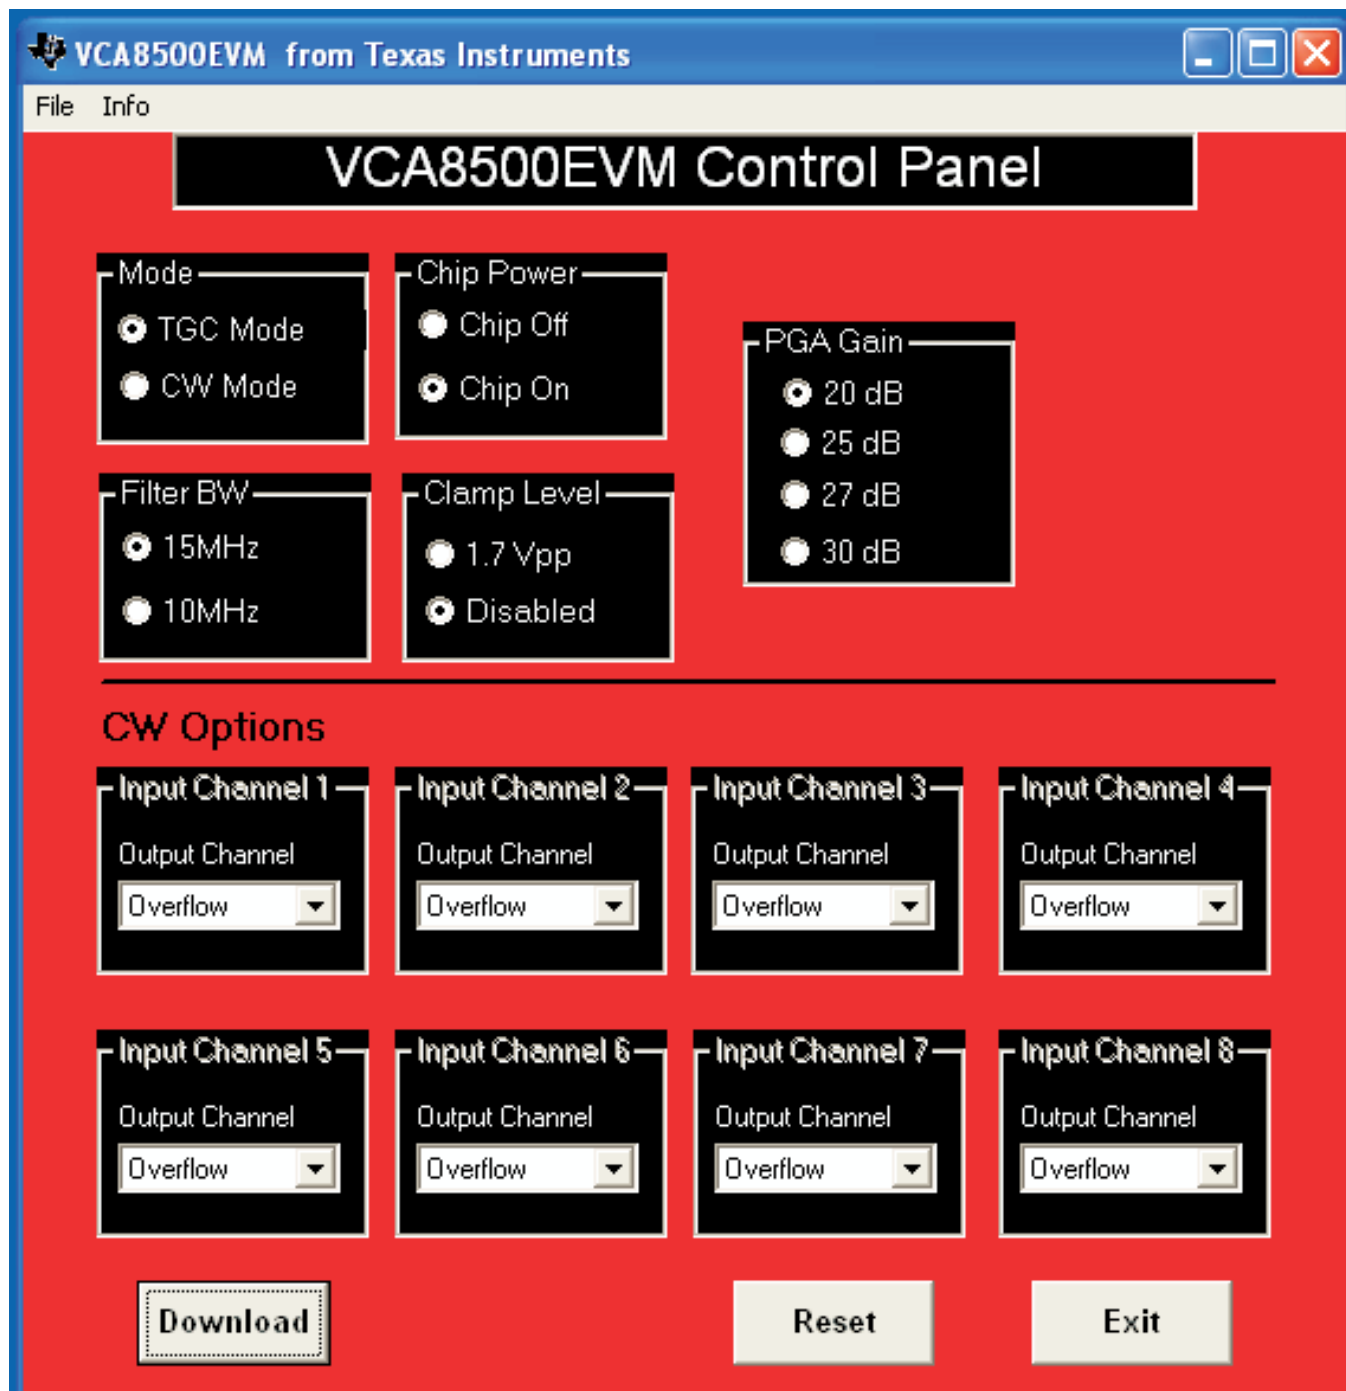 VCA8500EVM from Texas Instruments
File Info
VCA8500EVM Control Panel
Mode
TGC Mode
CW Mode
Chip Power
Chip Off
Chip On
PGA Gain
20 dB
25 dB
27 dB
30 dB
Filter BW
15MHz
10MHz
Clamp Level
1.7 Vpp
Disabled
CW Options
Input Channel 1
Output Channel
Overflow
Input Channel 2
Output Channel
Overflow
Input Channel 3
Output Channel
Overflow
Input Channel 4
Output Channel
Overflow
Input Channel 5
Output Channel
Overflow
Input Channel 6
Output Channel
Overflow
Input Channel 7
Output Channel
Overflow
Input Channel 8
Output Channel
Overflow
Download
Reset
Exit